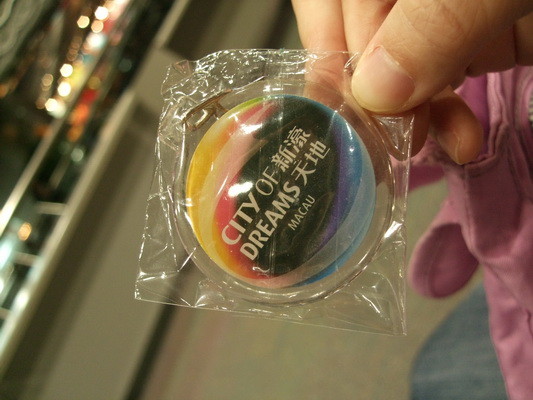 CITY OF 新濠
DREAMS 天地
MACAU